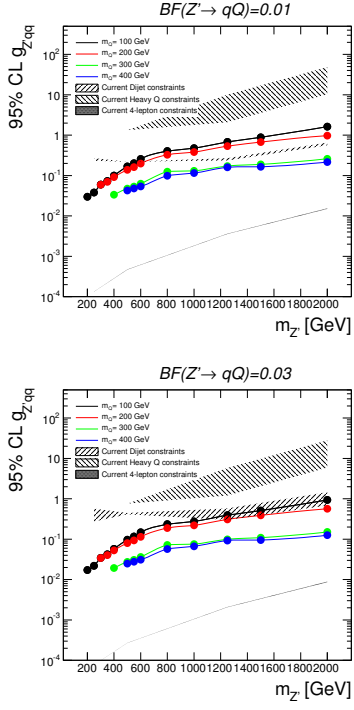 BF(Z'→ qQ)=0.01
95% CL g_{Z'qq}
m_Q= 100 GeV
m_Q= 200 GeV
m_Q= 300 GeV
m_Q= 400 GeV
Current Dijet constraints
Current Heavy Q constraints
Current 4-lepton constraints
10²
10
1
10⁻¹
10⁻²
10⁻³
10⁻⁴
200 400 600 800 1000 1200 1400 1600 1800 2000
m_{Z'} [GeV]
BF(Z'→ qQ)=0.03
95% CL g_{Z'qq}
m_Q= 100 GeV
m_Q= 200 GeV
m_Q= 300 GeV
m_Q= 400 GeV
Current Dijet constraints
Current Heavy Q constraints
Current 4-lepton constraints
10²
10
1
10⁻¹
10⁻²
10⁻³
10⁻⁴
200 400 600 800 1000 1200 1400 1600 1800 2000
m_{Z'} [GeV]